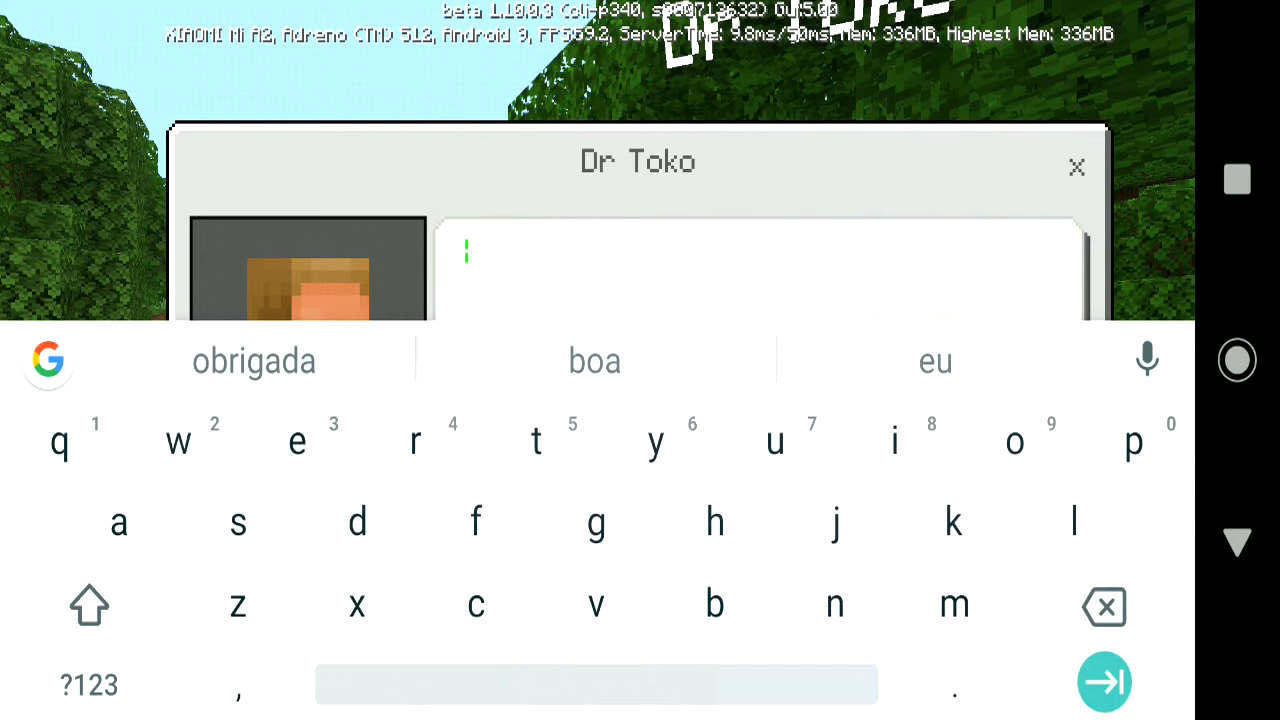 beta 1.10.0.3
XIAOMI Mi A2, Adreno (TM) 512, Android 9, FPS59.2, ServerTime: 9.8ms/50ms, Mem: 336MB, Highest Mem: 336MB
Dr Toko
x
obrigada boa eu
q 1 w 2 e 3 r 4 t 5 y 6 u 7 i 8 o 9 p 0
a s d f g h j k l
z x c v b n m
?123 , .